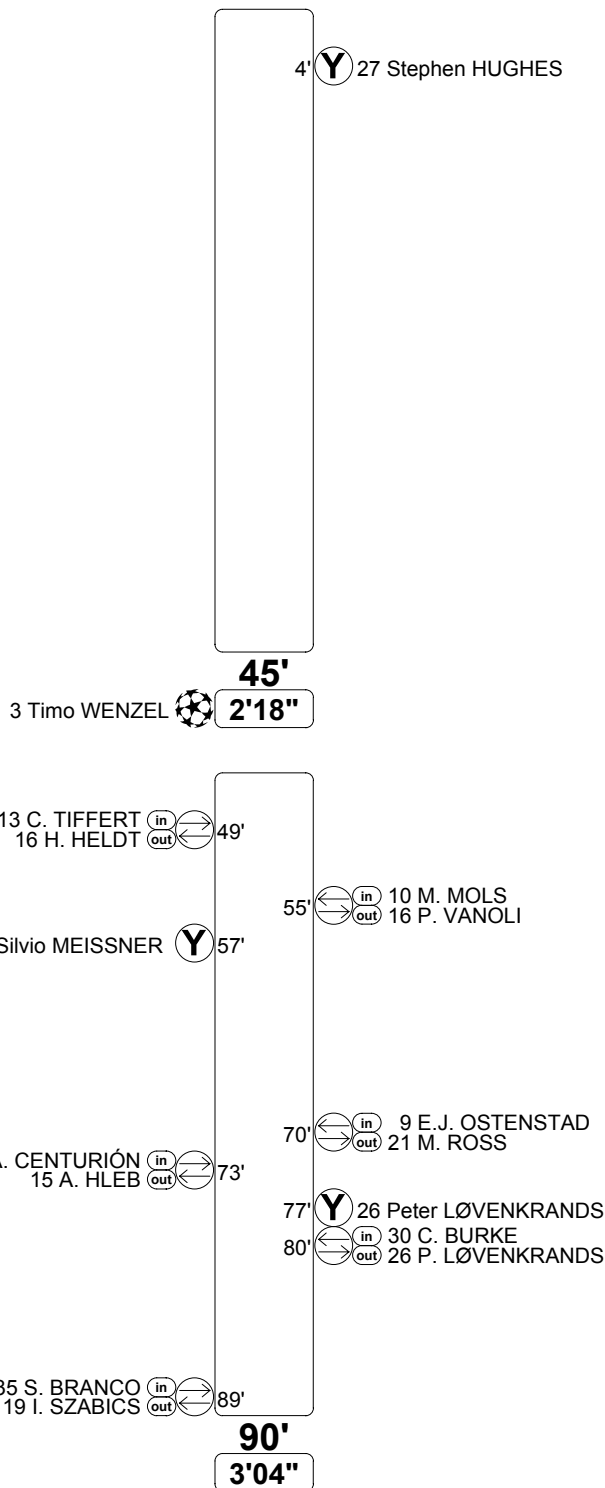 4' Y 27 Stephen HUGHES
45'
3 Timo WENZEL 2'18"
13 C. TIFFERT in
16 H. HELDT out 49'
55' in 10 M. MOLS
out 16 P. VANOLI
Silvio MEISSNER Y 57'
70' in 9 E.J. OSTENSTAD
out 21 M. ROSS
A. CENTURIÓN in
15 A. HLEB out 73'
77' Y 26 Peter LØVENKRANDS
80' in 30 C. BURKE
out 26 P. LØVENKRANDS
35 S. BRANCO in
19 I. SZABICS out 89'
90'
3'04"